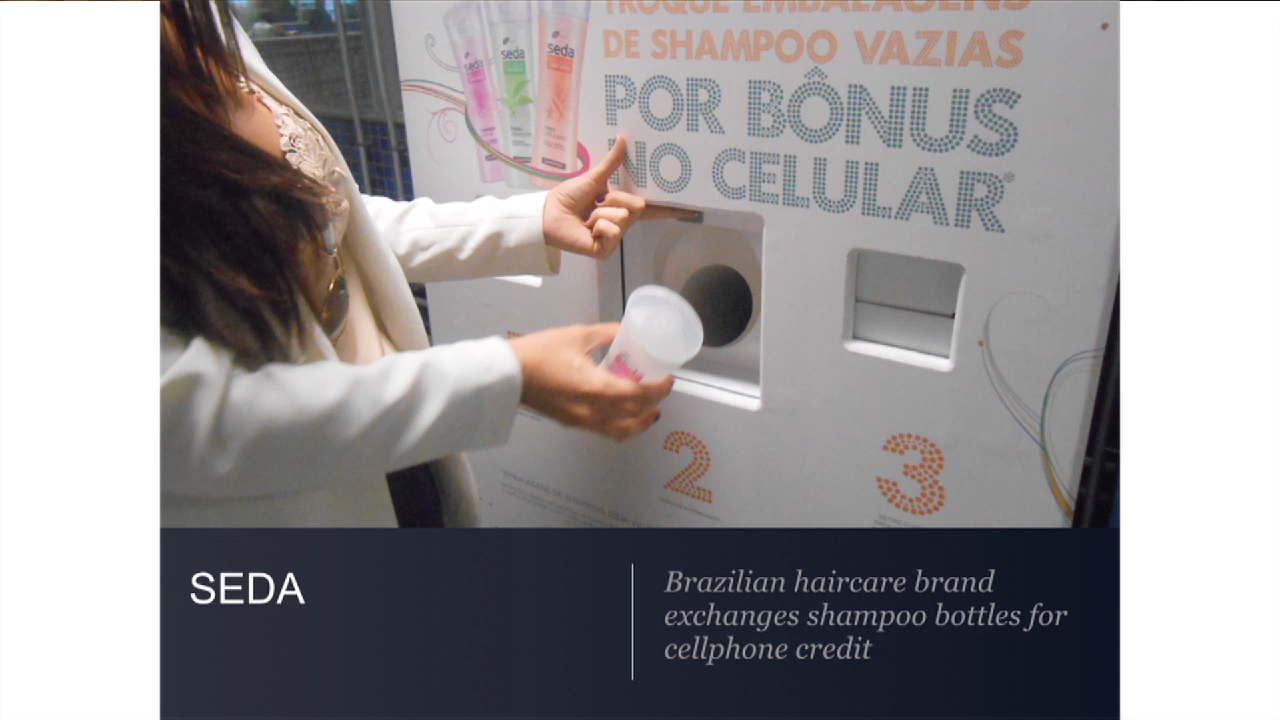 TROQUE EMBALAGENS
DE SHAMPOO VAZIAS
POR BÔNUS
NO CELULAR*
seda
seda
seda
2
3
SEDA
Brazilian haircare brand
exchanges shampoo bottles for
cellphone credit